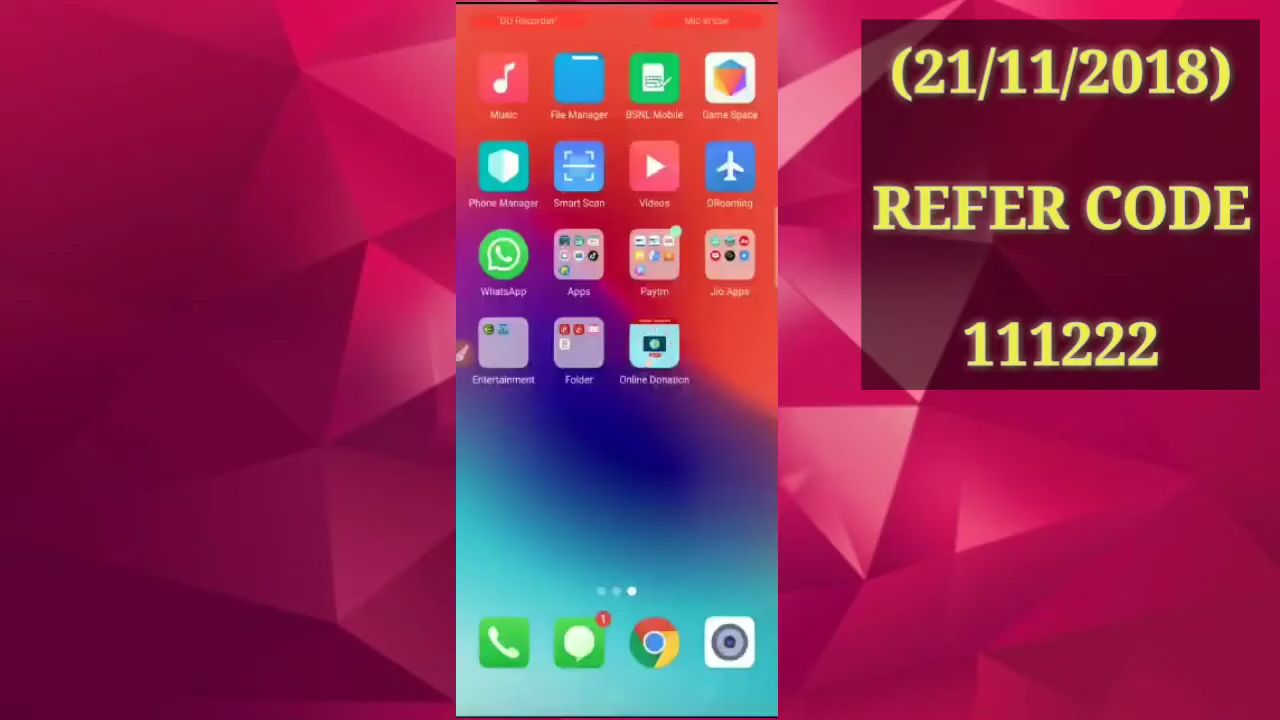 (21/11/2018)
REFER CODE
111222
Music
File Manager
BSNL Mobile
Game Space
Phone Manager
Smart Scan
Videos
ORoaming
WhatsApp
Apps
Paytm
Jio Apps
Entertainment
Folder
Online Donation
1